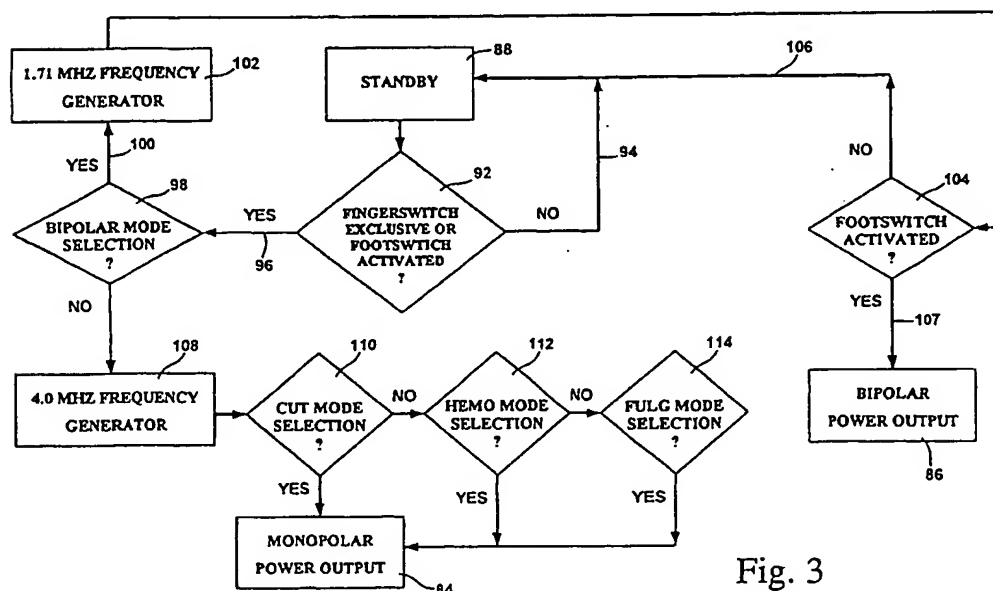 1.71 MHZ FREQUENCY
GENERATOR
102
88
STANDBY
106
100
YES
94
NO
98
BIPOLAR MODE
SELECTION
?
YES
96
92
FINGERSWITCH
EXCLUSIVE OR
FOOTSWTICH
ACTIVATED
?
NO
104
FOOTSWITCH
ACTIVATED
?
NO
YES
107
108
4.0 MHZ FREQUENCY
GENERATOR
110
CUT MODE
SELECTION
?
NO
112
HEMO MODE
SELECTION
?
NO
114
FULG MODE
SELECTION
?
BIPOLAR
POWER OUTPUT
86
YES
YES
YES
MONOPOLAR
POWER OUTPUT
84
Fig. 3